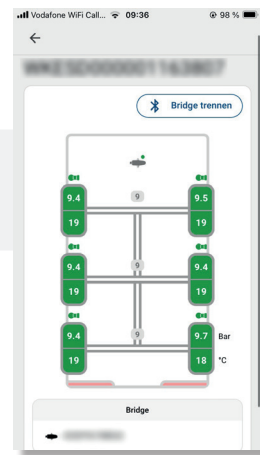 Vodafone WiFi Call... 09:36 98 %
Bridge trennen
9.4 9 9.5
19 19
9.4 9 9.4
19 19
9.4 9 9.7 Bar
19 18 °C
Bridge